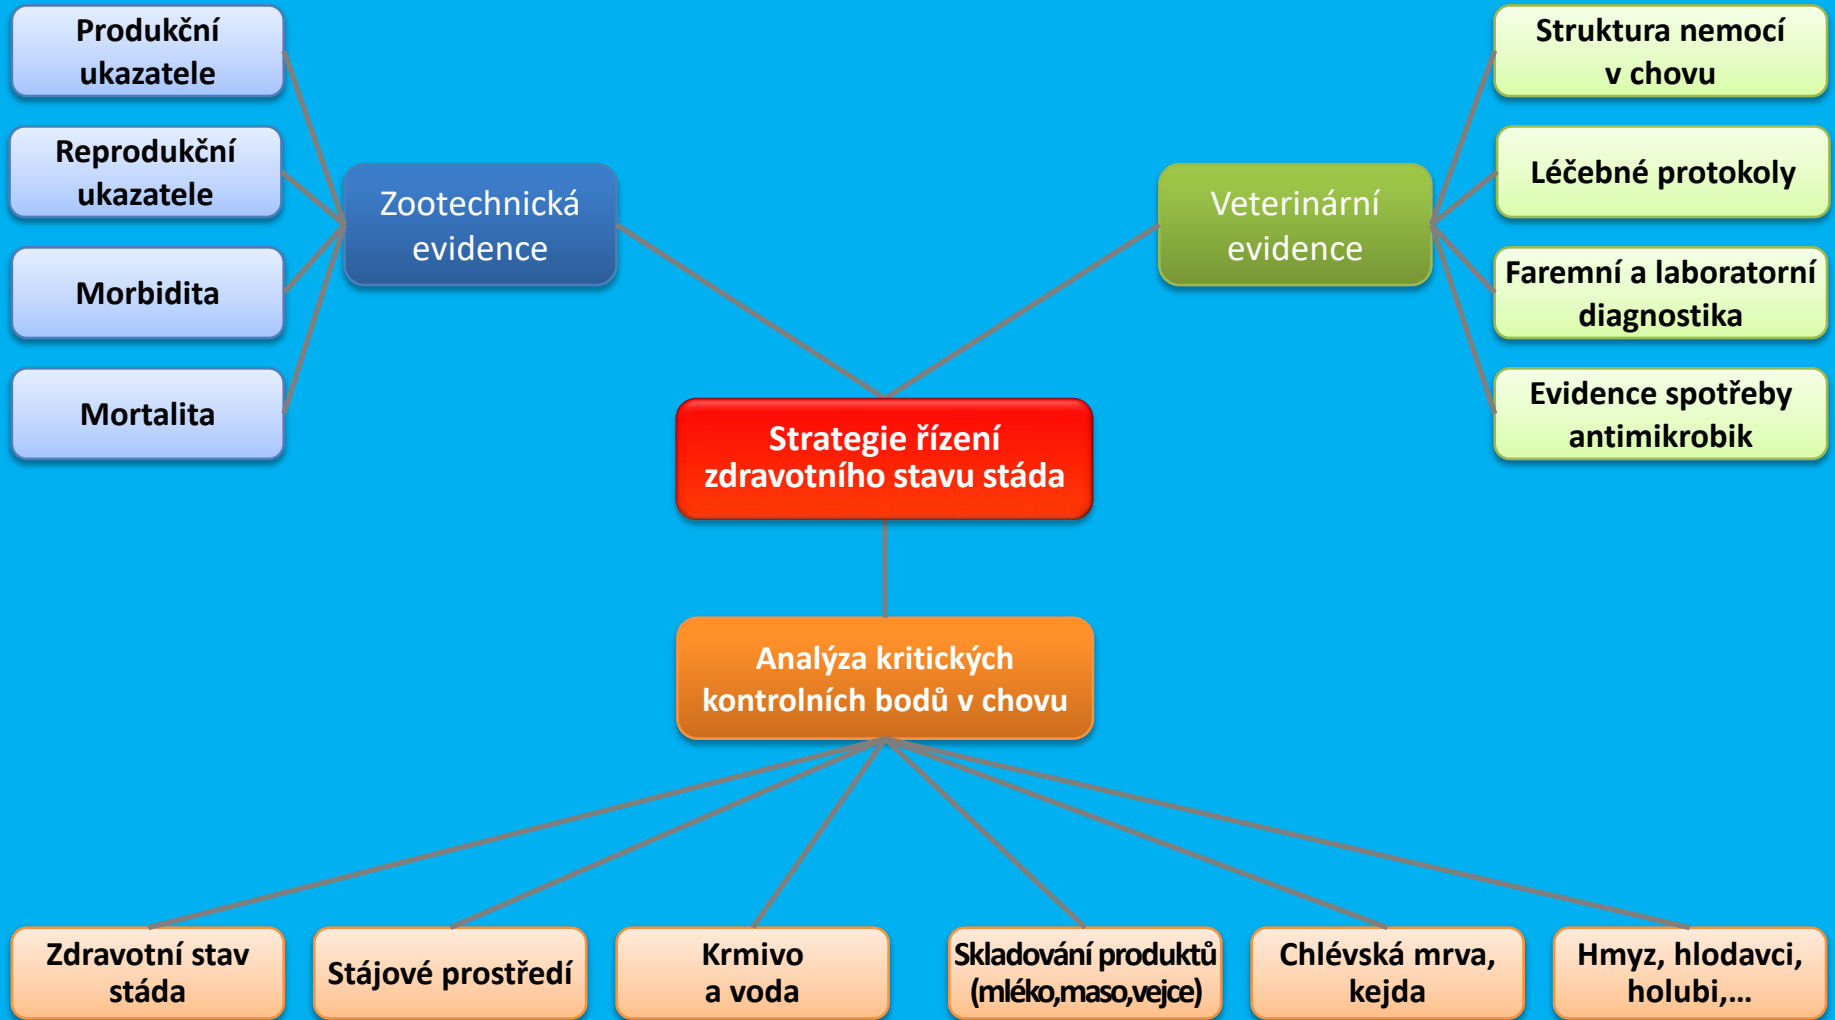 Produkční
ukazatele
Reprodukční
ukazatele
Morbidita
Mortalita
Zootechnická
evidence
Veterinární
evidence
Struktura nemocí
v chovu
Léčebné protokoly
Faremní a laboratorní
diagnostika
Evidence spotřeby
antimikrobik
Strategie řízení
zdravotního stavu stáda
Analýza kritických
kontrolních bodů v chovu
Zdravotní stav
stáda
Stájové prostředí
Krmivo
a voda
Skladování produktů
(mléko,maso,vejce)
Chlévská mrva,
kejda
Hmyz, hlodavci,
holubi,...